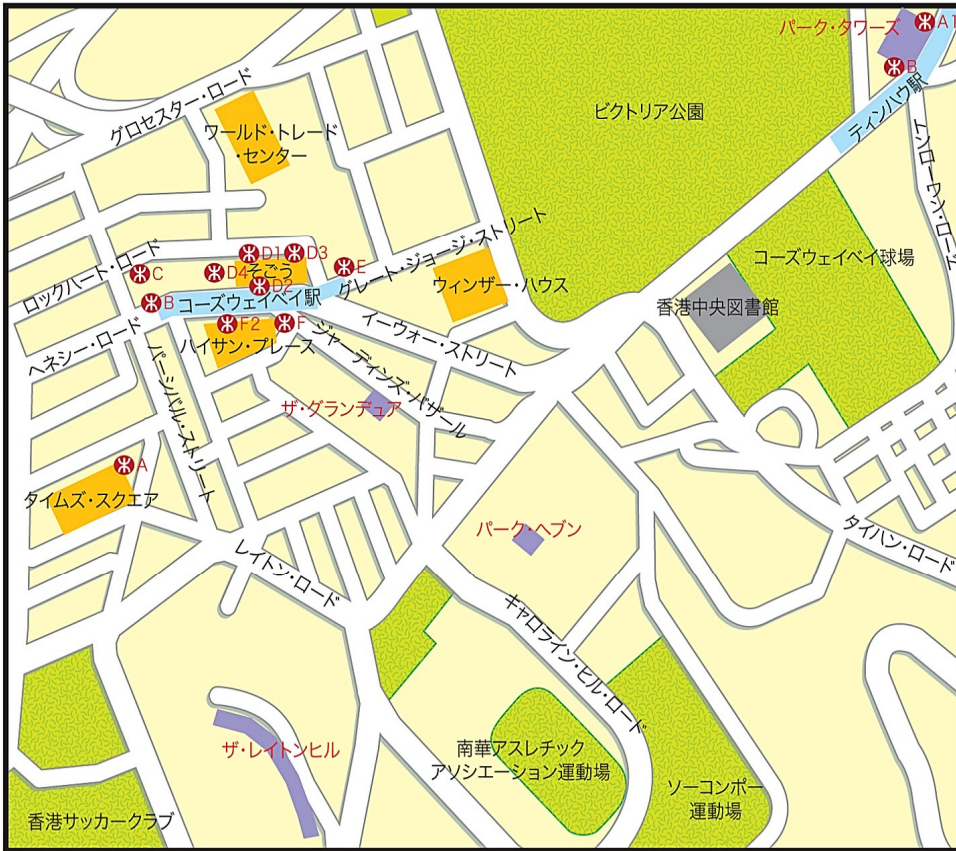 パーク・タワーズ
A1
B
ティンハウ駅
グロセスター・ロード
ワールド・トレード
・センター
ビクトリア公園
トンローワン・ロード
ロックハート・ロード
C
D1
D3
D4
そごう
D2
E
グレート・ジョージ・ストリート
ウィンザー・ハウス
コーズウェイベイ球場
香港中央図書館
B
コーズウェイベイ駅
ヘネシー・ロード
F2
F
ハイサン・プレース
イーウォー・ストリート
ジャーディンズ・バザール
パーシバル・ストリート
ザ・グランデュア
A
タイムズ・スクエア
レイトン・ロード
パーク・ヘブン
タイハン・ロード
キャロライン・ヒル・ロード
ザ・レイトンヒル
南華アスレチック
アソシエーション運動場
ソーコンポー
運動場
香港サッカークラブ